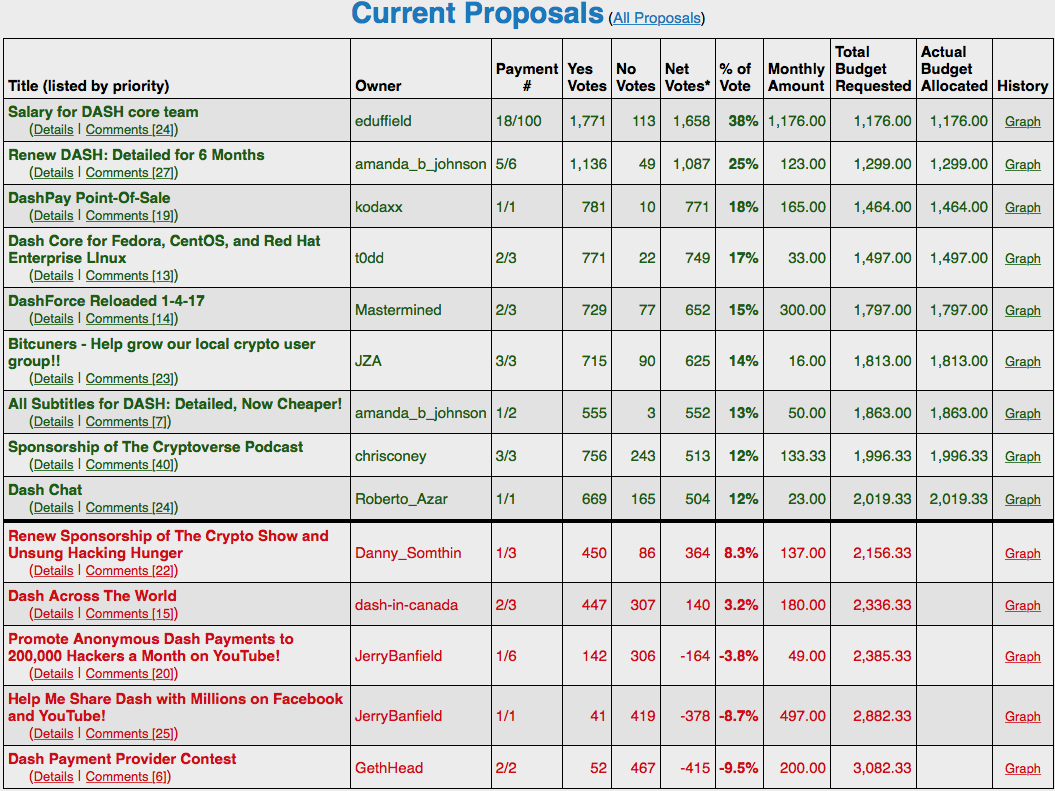 Current Proposals (All Proposals)
Title (listed by priority) Owner Payment # Yes Votes No Votes Net Votes* % of Vote Monthly Amount Total Budget Requested Actual Budget Allocated History
Salary for DASH core team
(Details | Comments [24]) eduffield 18/100 1,771 113 1,658 38% 1,176.00 1,176.00 1,176.00 Graph
Renew DASH: Detailed for 6 Months
(Details | Comments [27]) amanda_b_johnson 5/6 1,136 49 1,087 25% 123.00 1,299.00 1,299.00 Graph
DashPay Point-Of-Sale
(Details | Comments [19]) kodaxx 1/1 781 10 771 18% 165.00 1,464.00 1,464.00 Graph
Dash Core for Fedora, CentOS, and Red Hat
Enterprise LInux
(Details | Comments [13]) t0dd 2/3 771 22 749 17% 33.00 1,497.00 1,497.00 Graph
DashForce Reloaded 1-4-17
(Details | Comments [14]) Mastermined 2/3 729 77 652 15% 300.00 1,797.00 1,797.00 Graph
Bitcuners - Help grow our local crypto user
group!!
(Details | Comments [23]) JZA 3/3 715 90 625 14% 16.00 1,813.00 1,813.00 Graph
All Subtitles for DASH: Detailed, Now Cheaper!
(Details | Comments [7]) amanda_b_johnson 1/2 555 3 552 13% 50.00 1,863.00 1,863.00 Graph
Sponsorship of The Cryptoverse Podcast
(Details | Comments [40]) chrisconey 3/3 756 243 513 12% 133.33 1,996.33 1,996.33 Graph
Dash Chat
(Details | Comments [24]) Roberto_Azar 1/1 669 165 504 12% 23.00 2,019.33 2,019.33 Graph
Renew Sponsorship of The Crypto Show and
Unsung Hacking Hunger
(Details | Comments [22]) Danny_Somthin 1/3 450 86 364 8.3% 137.00 2,156.33 Graph
Dash Across The World
(Details | Comments [15]) dash-in-canada 2/3 447 307 140 3.2% 180.00 2,336.33 Graph
Promote Anonymous Dash Payments to
200,000 Hackers a Month on YouTube!
(Details | Comments [20]) JerryBanfield 1/6 142 306 -164 -3.8% 49.00 2,385.33 Graph
Help Me Share Dash with Millions on Facebook
and YouTube!
(Details | Comments [25]) JerryBanfield 1/1 41 419 -378 -8.7% 497.00 2,882.33 Graph
Dash Payment Provider Contest
(Details | Comments [6]) GethHead 2/2 52 467 -415 -9.5% 200.00 3,082.33 Graph